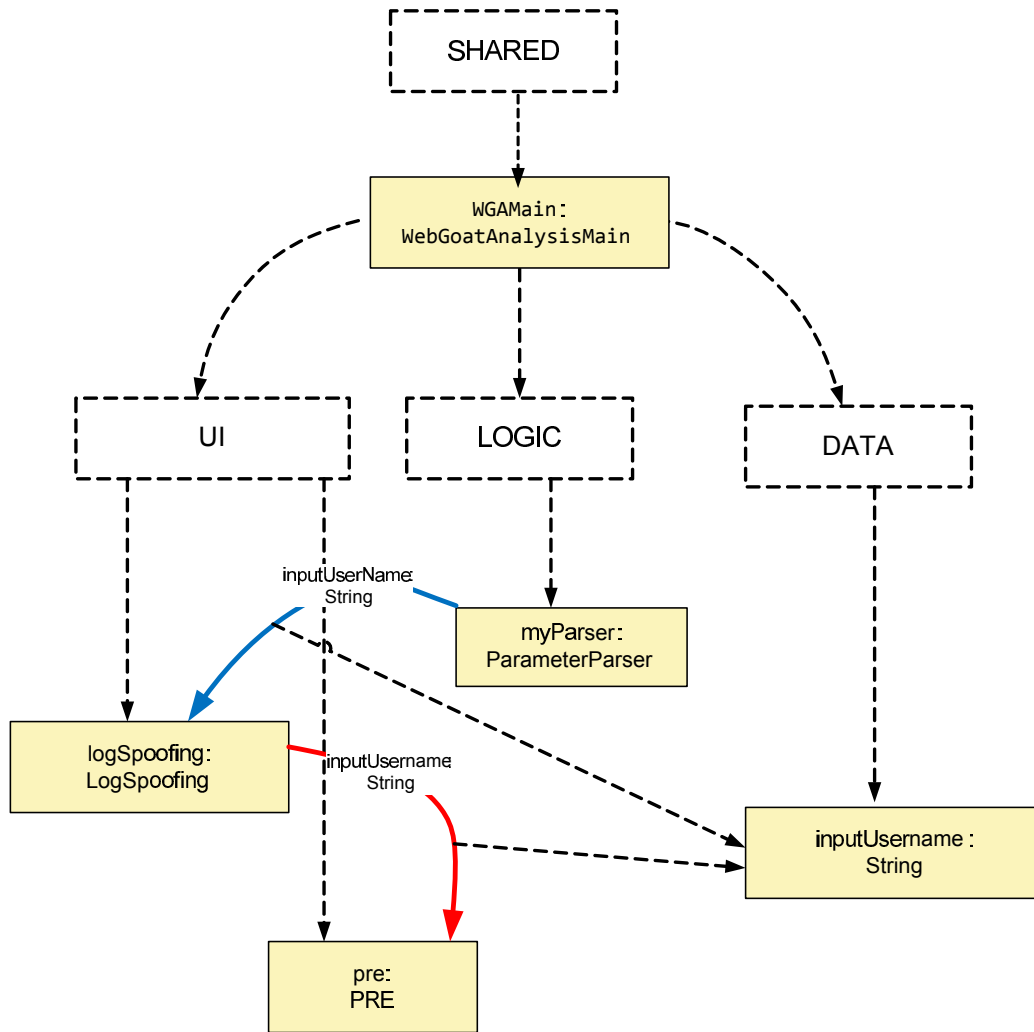 SHARED
WGAMain:
WebGoatAnalysisMain
UI
LOGIC
DATA
inputUserName:
String
myParser:
ParameterParser
logSpoofing:
LogSpoofing
inputUsername:
String
inputUsername:
String
pre:
PRE